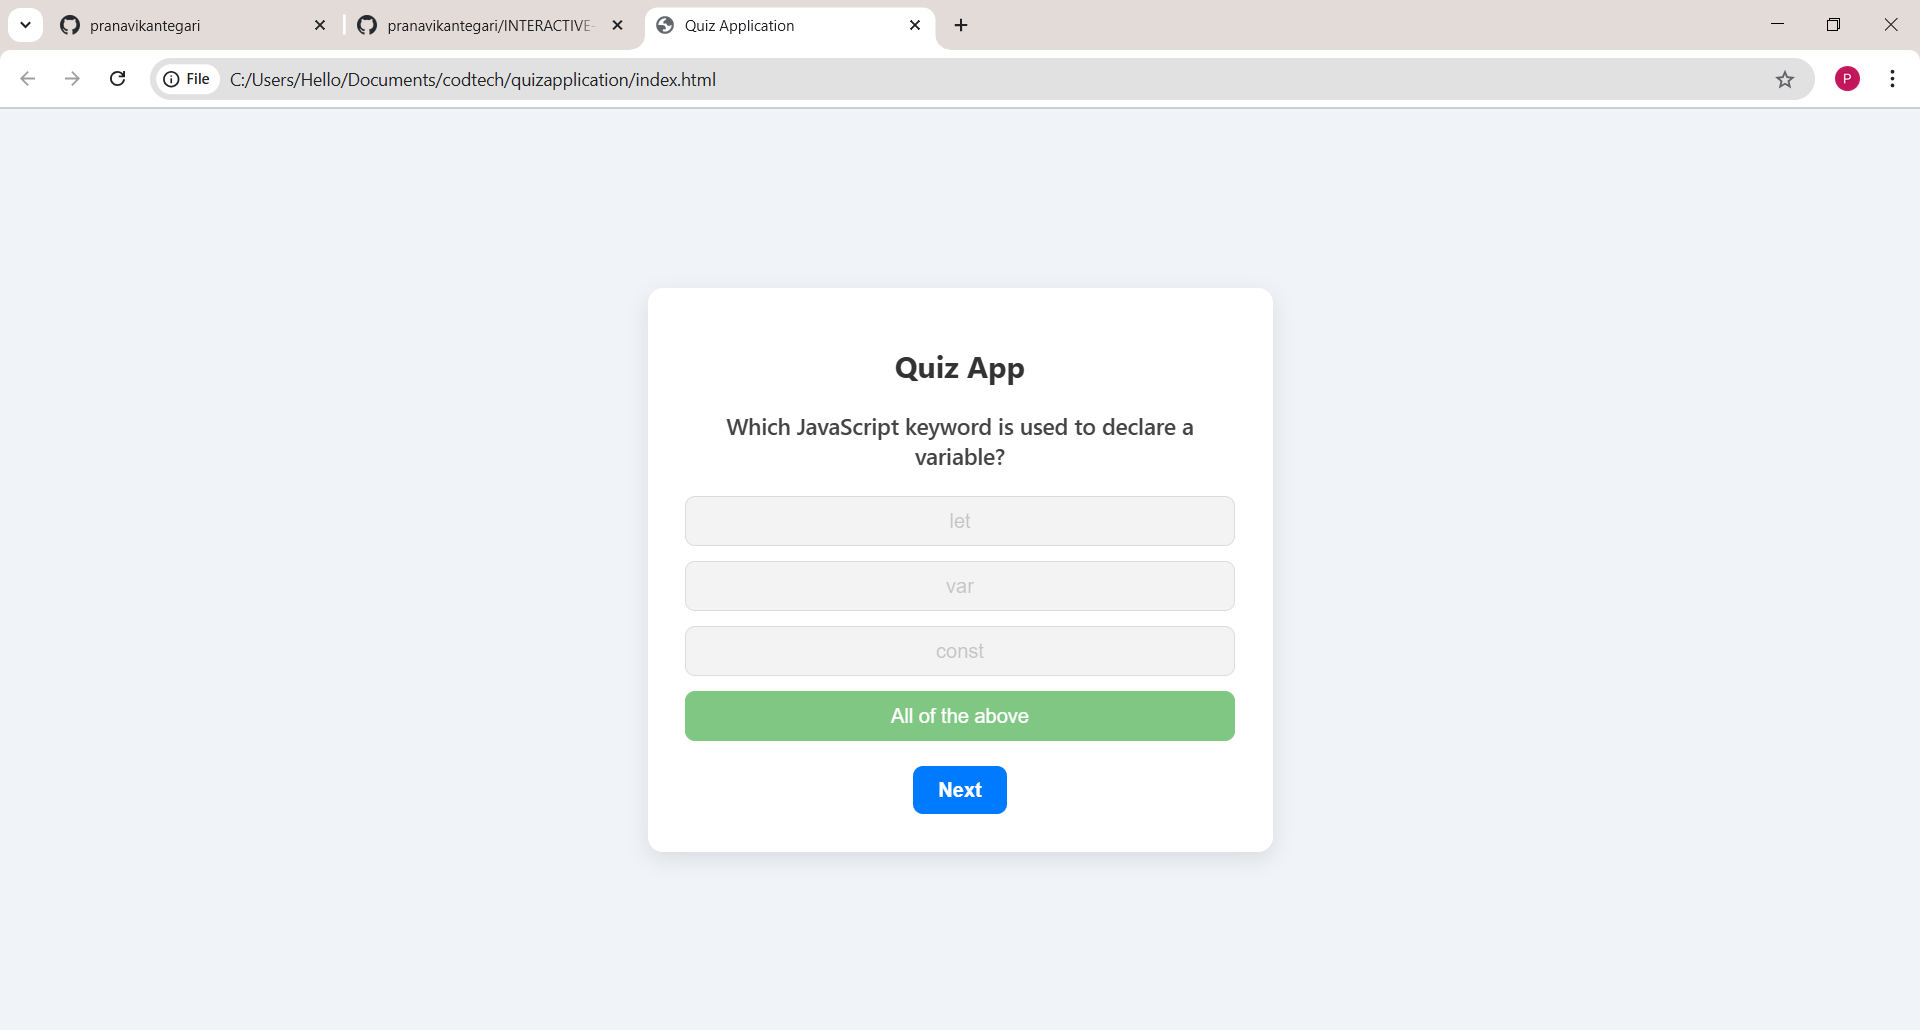 pranavikantegari
pranavikantegari/INTERACTIVE-
Quiz Application
File
C:/Users/Hello/Documents/codtech/quizapplication/index.html
P
Quiz App
Which JavaScript keyword is used to declare a
variable?
let
var
const
All of the above
Next